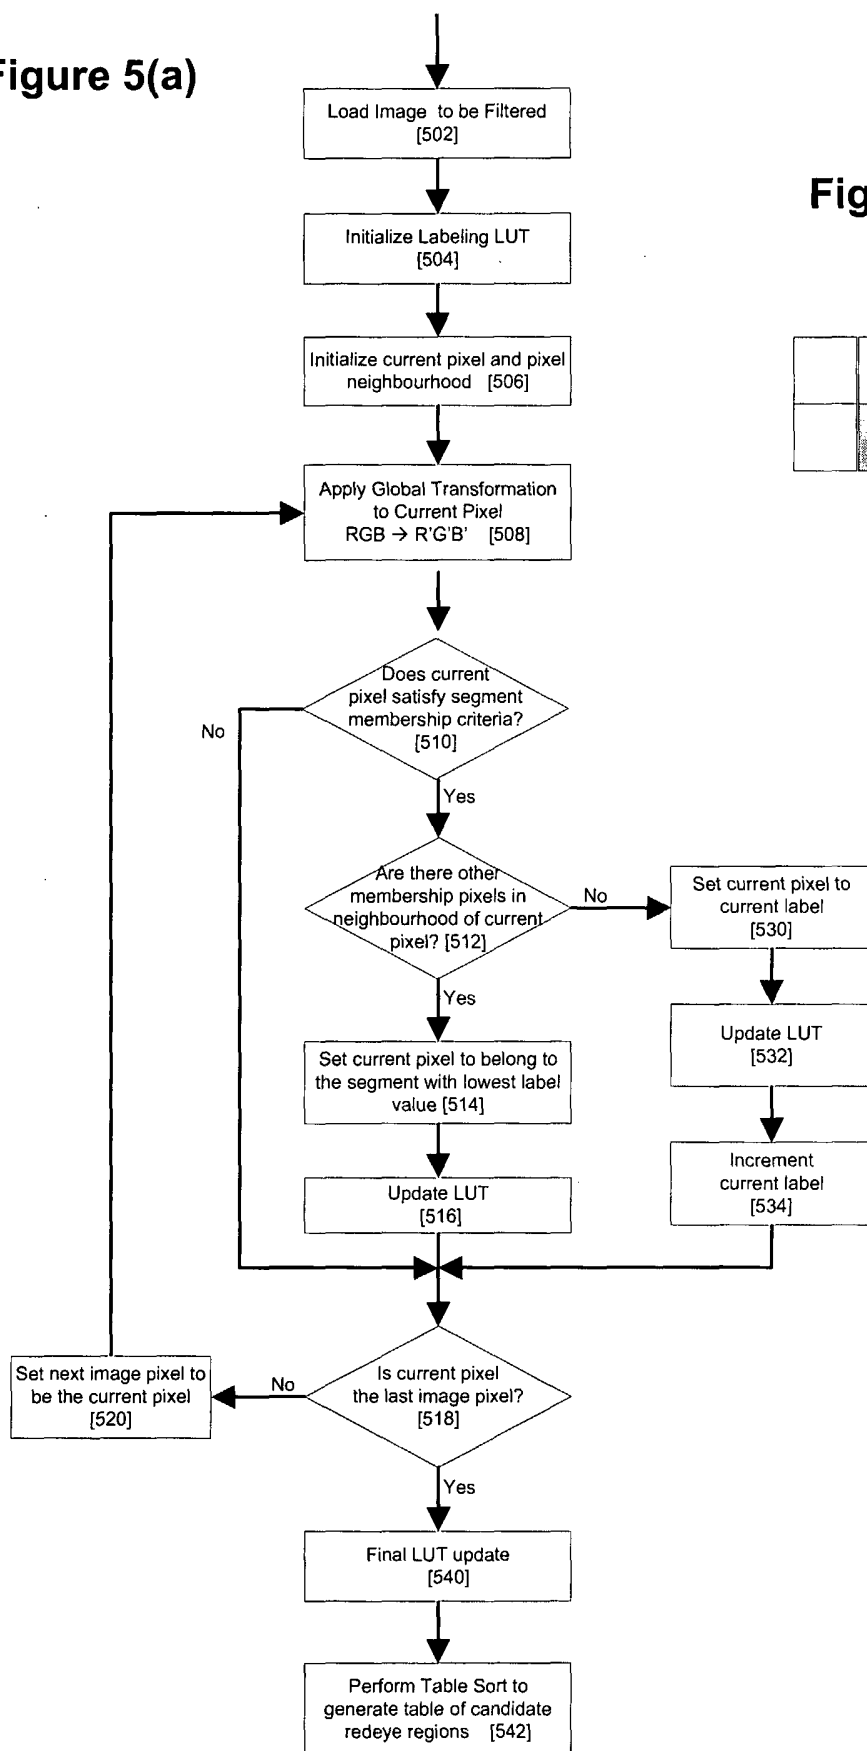 Figure 5(a)
Load Image to be Filtered
[502]
Fig
Initialize Labeling LUT
[504]
Initialize current pixel and pixel
neighbourhood [506]
Apply Global Transformation
to Current Pixel
RGB → R'G'B' [508]
Does current
pixel satisfy segment
membership criteria?
[510]
No
Yes
Are there other
membership pixels in
neighbourhood of current
pixel? [512]
No
Set current pixel to
current label
[530]
Yes
Update LUT
[532]
Set current pixel to belong to
the segment with lowest label
value [514]
Increment
current label
[534]
Update LUT
[516]
Set next image pixel to
be the current pixel
[520]
No
Is current pixel
the last image pixel?
[518]
Yes
Final LUT update
[540]
Perform Table Sort to
generate table of candidate
redeye regions [542]